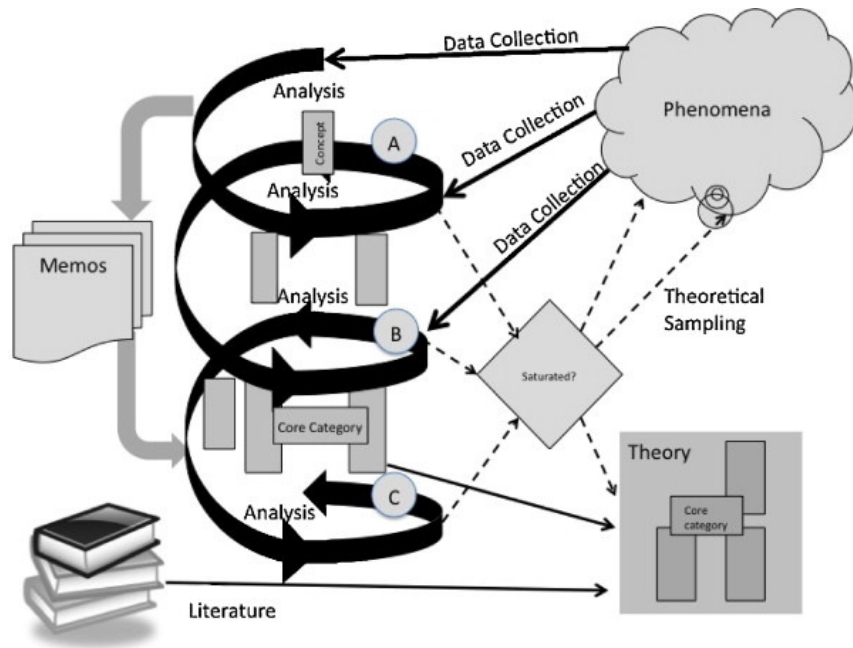 Data Collection
Analysis
Phenomena
Concept
A
Data Collection
Analysis
Data Collection
Memos
Analysis
B
Theoretical
Sampling
Saturated?
Core Category
Theory
C
Analysis
Core
category
Literature